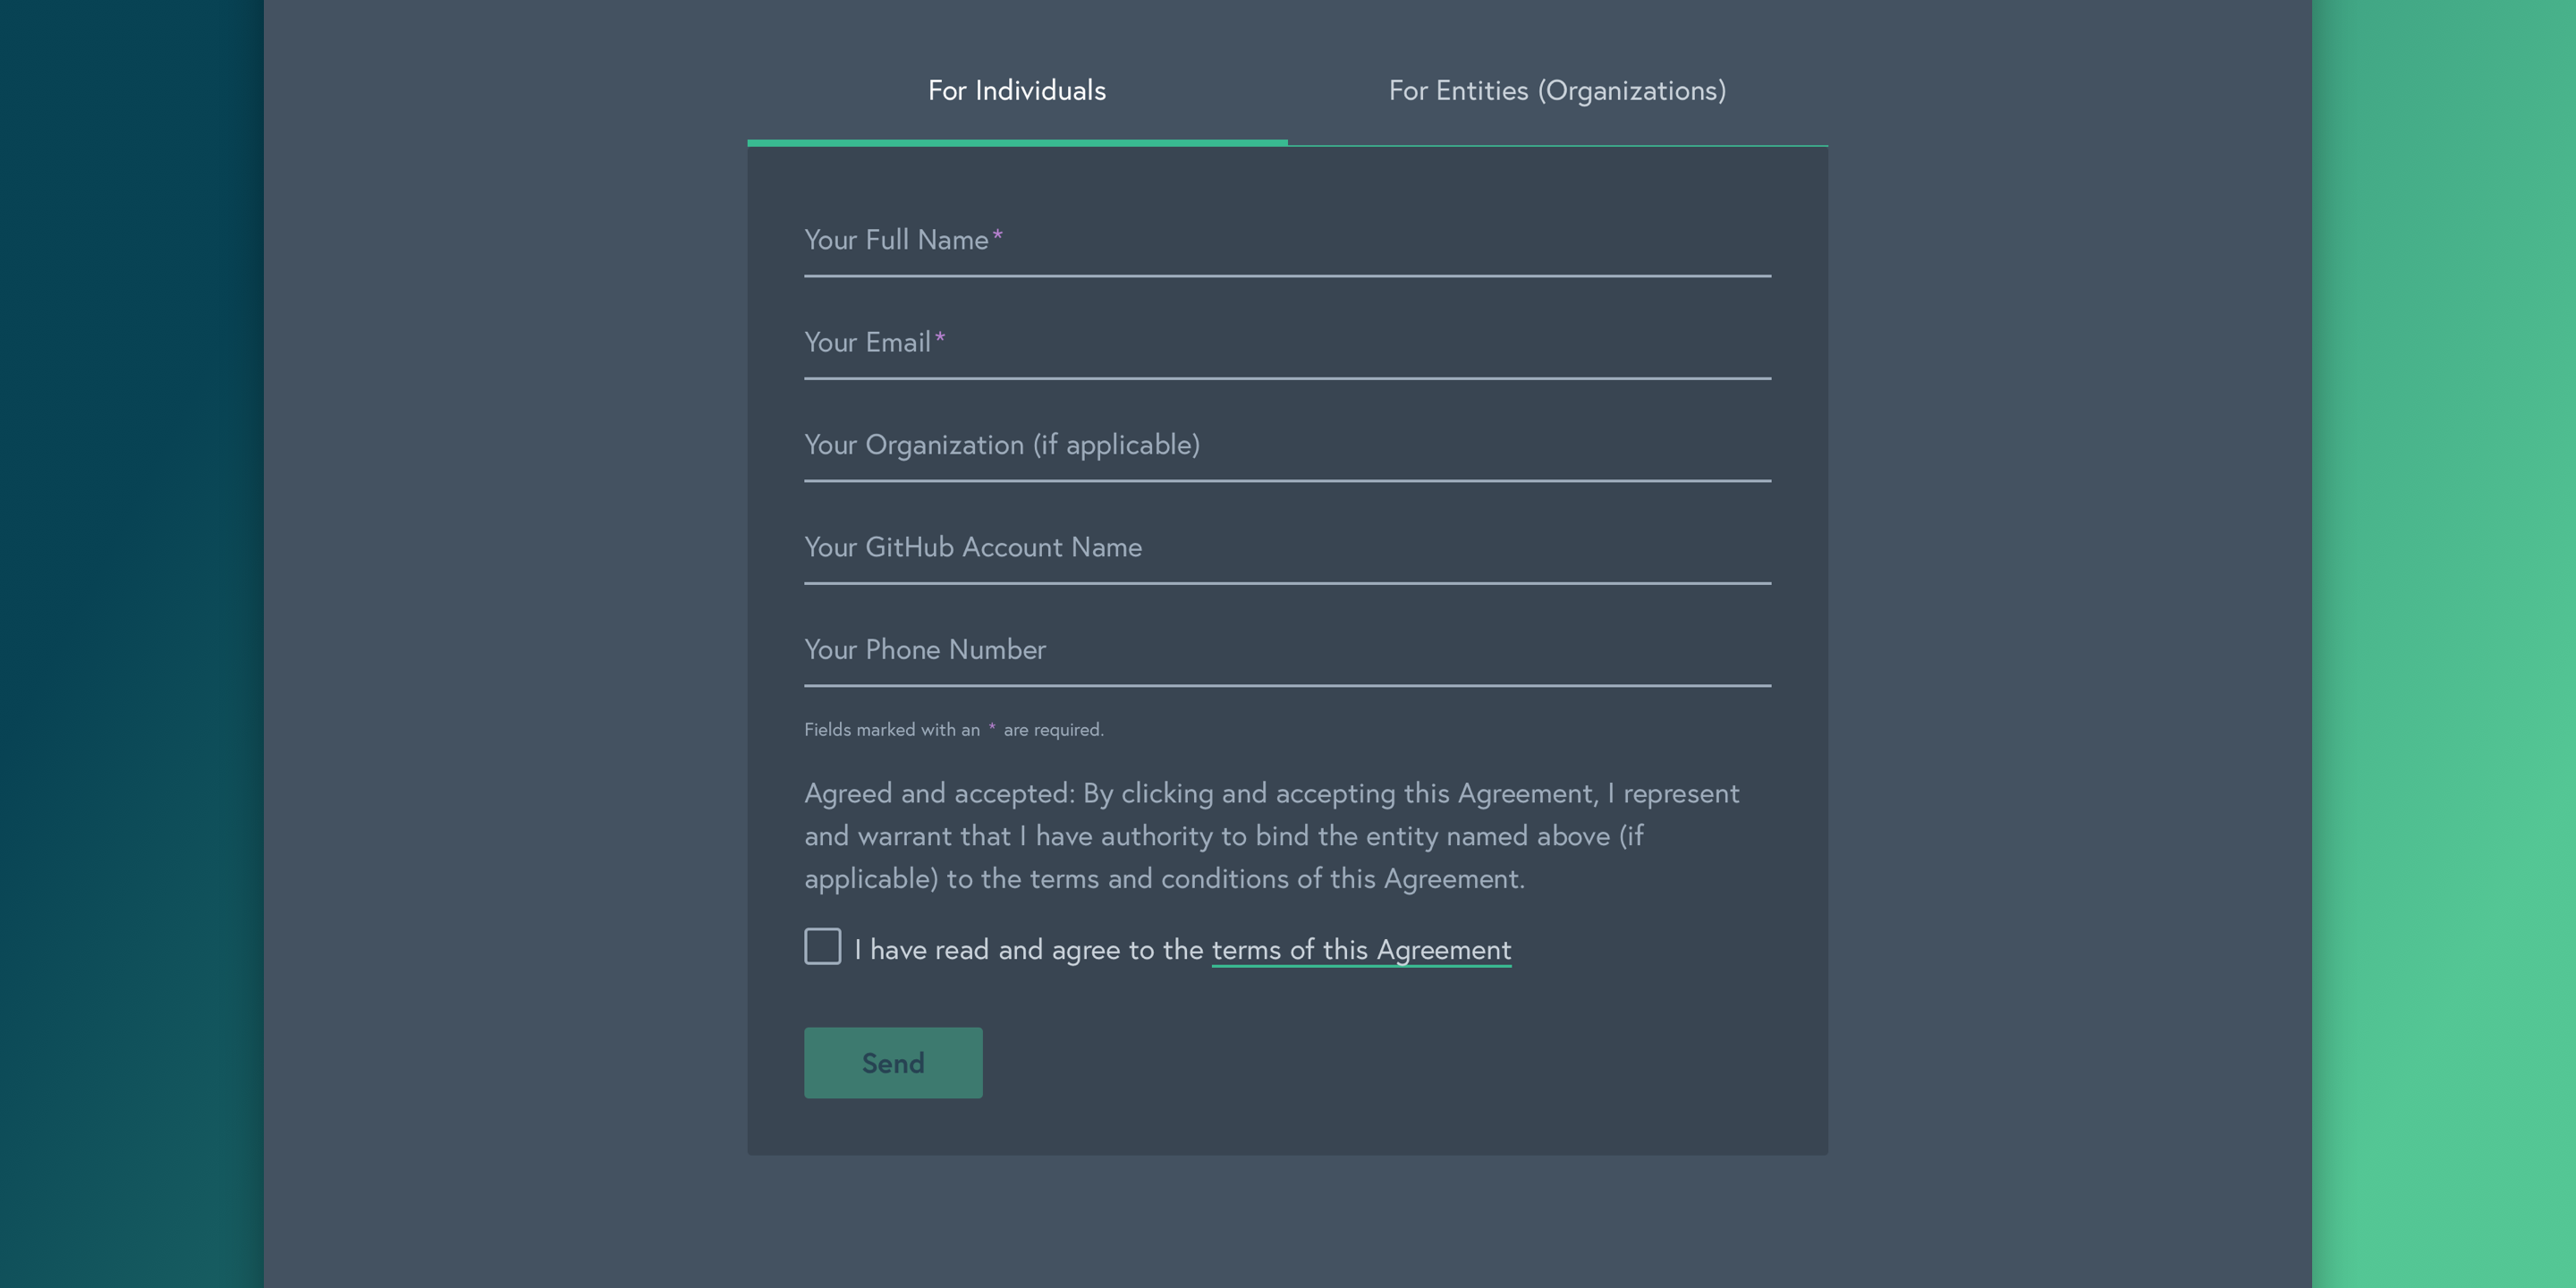 For Individuals
For Entities (Organizations)
Your Full Name*
Your Email*
Your Organization (if applicable)
Your GitHub Account Name
Your Phone Number
Fields marked with an * are required.
Agreed and accepted: By clicking and accepting this Agreement, I represent
and warrant that I have authority to bind the entity named above (if
applicable) to the terms and conditions of this Agreement.
I have read and agree to the terms of this Agreement
Send